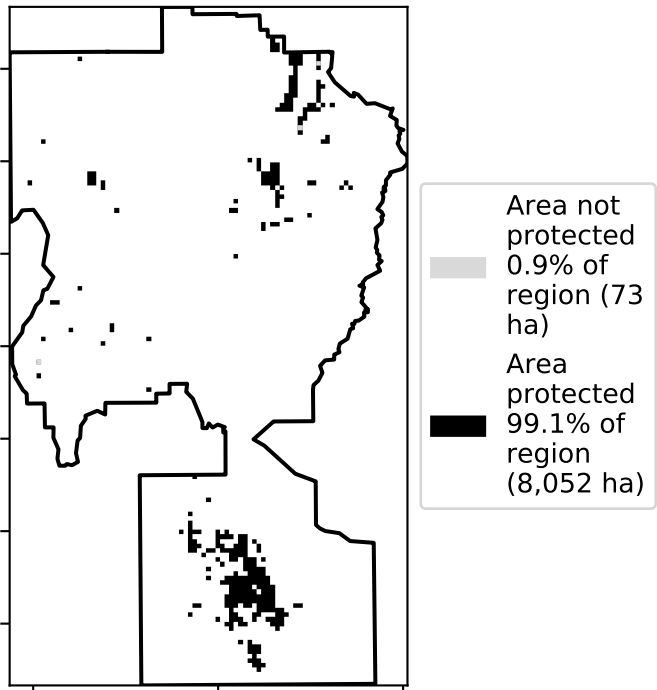 Area not
protected
0.9% of
region (73
ha)
Area
protected
99.1% of
region
(8,052 ha)